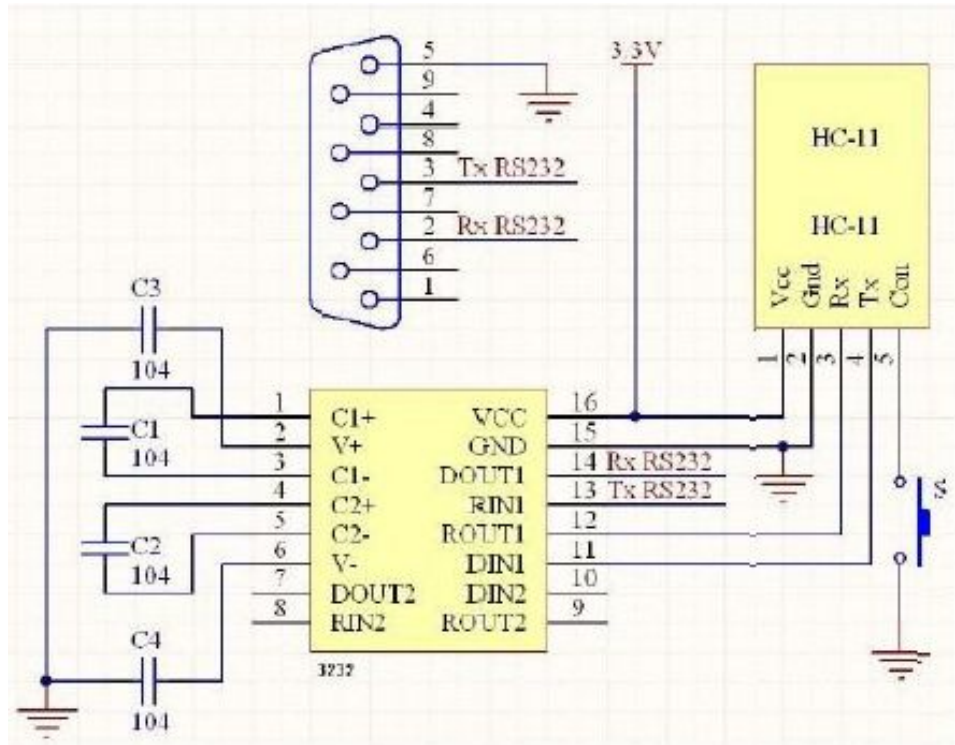 5
9
4
8
3 Tx RS232
7
2 Rx RS232
6
1
3,3V
HC-11
HC-11
Vcc Gnd Rx Tx Con
1 2 3 4 5
C3
104
C1
104
C2
104
C4
104
1 C1+ VCC 16
2 V+ GND 15
3 C1- DOUT1 14 Rx RS232
4 C2+ RIN1 13 Tx RS232
5 C2- ROUT1 12
6 V- DIN1 11
7 DOUT2 DIN2 10
8 RIN2 ROUT2 9
3232
S